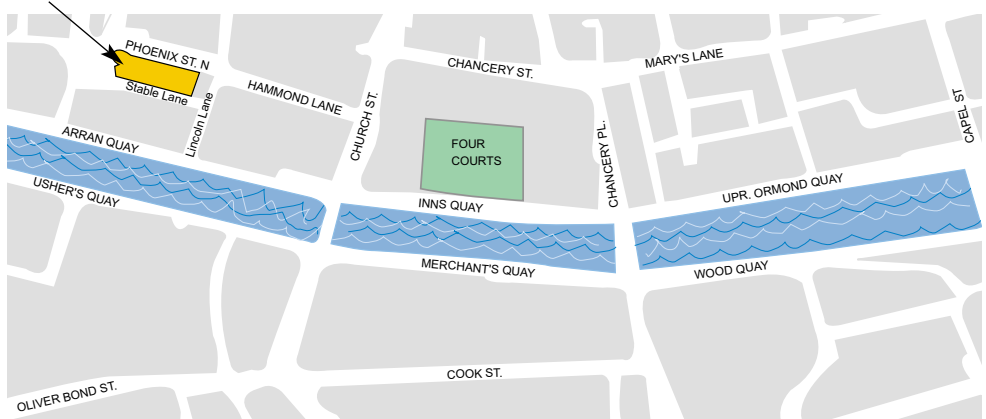 PHOENIX ST. N
Stable Lane
Lincoln Lane
HAMMOND LANE
CHURCH ST.
CHANCERY ST.
MARY'S LANE
CAPEL ST
ARRAN QUAY
USHER'S QUAY
FOUR
COURTS
CHANCERY PL.
INNS QUAY
UPR. ORMOND QUAY
MERCHANT'S QUAY
WOOD QUAY
COOK ST.
OLIVER BOND ST.